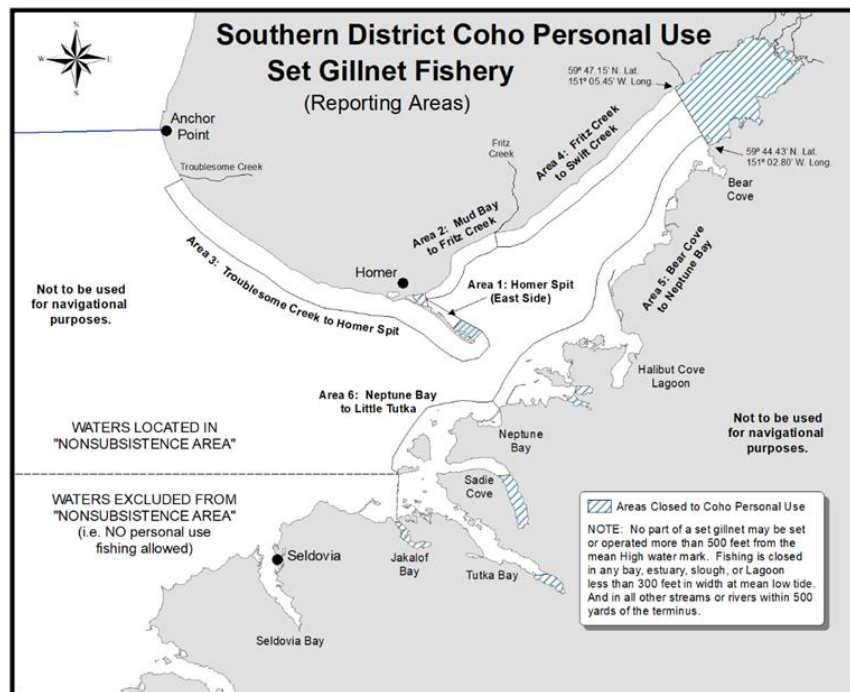 Southern District Coho Personal Use
Set Gillnet Fishery
(Reporting Areas)
N
W
E
S
59º 47.15' N. Lat.
151º 05.45' W. Long.
Anchor
Point
Troublesome Creek
Fritz
Creek
Area 4: Fritz Creek
to Swift Creek
59º 44.43' N. Lat.
151º 02.80' W. Long.
Bear
Cove
Area 2: Mud Bay
to Fritz Creek
Area 3: Troublesome Creek to Homer Spit
Homer
Area 1: Homer Spit
(East Side)
Area 5: Bear Cove
to Neptune Bay
Not to be used
for navigational
purposes.
Halibut Cove
Lagoon
Area 6: Neptune Bay
to Little Tutka
Neptune
Bay
Not to be used
for navigational
purposes.
WATERS LOCATED IN
"NONSUBSISTENCE AREA"
WATERS EXCLUDED FROM
"NONSUBSISTENCE AREA"
(i.e. NO personal use
fishing allowed)
Sadie
Cove
Seldovia
Jakalof
Bay
Tutka Bay
Seldovia Bay
Areas Closed to Coho Personal Use
NOTE: No part of a set gillnet may be set
or operated more than 500 feet from the
mean High water mark. Fishing is closed
in any bay, estuary, slough, or Lagoon
less than 300 feet in width at mean low tide.
And in all other streams or rivers within 500
yards of the terminus.